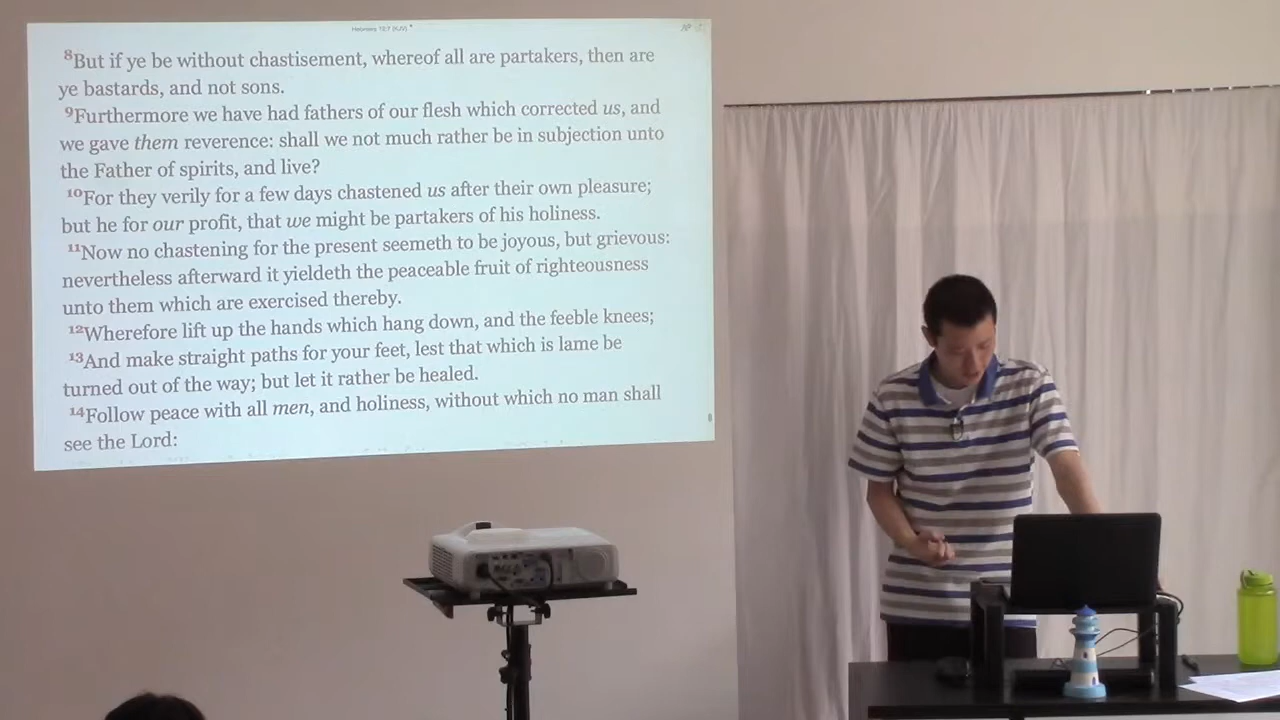 Hebrews 12:7 (KJV)
⁸But if ye be without chastisement, whereof all are partakers, then are
ye bastards, and not sons.
⁹Furthermore we have had fathers of our flesh which corrected us, and
we gave them reverence: shall we not much rather be in subjection unto
the Father of spirits, and live?
¹⁰For they verily for a few days chastened us after their own pleasure;
but he for our profit, that we might be partakers of his holiness.
¹¹Now no chastening for the present seemeth to be joyous, but grievous:
nevertheless afterward it yieldeth the peaceable fruit of righteousness
unto them which are exercised thereby.
¹²Wherefore lift up the hands which hang down, and the feeble knees;
¹³And make straight paths for your feet, lest that which is lame be
turned out of the way; but let it rather be healed.
¹⁴Follow peace with all men, and holiness, without which no man shall
see the Lord: